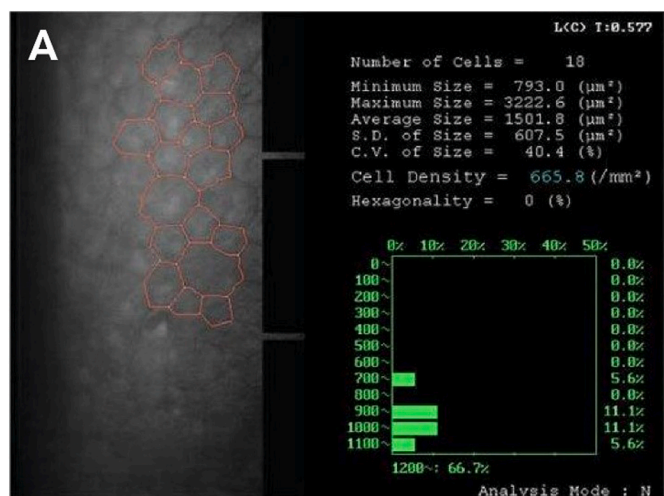 A
L(C) T:0.577
Number of Cells = 18
Minimum Size = 793.0 (μm²)
Maximum Size = 3222.6 (μm²)
Average Size = 1501.8 (μm²)
S.D. of Size = 607.5 (μm²)
C.V. of Size = 40.4 (%)
Cell Density = 665.8 (/mm²)
Hexagonality = 0 (%)
0% 10% 20% 30% 40% 50%
0~ 0.0%
100~ 0.0%
200~ 0.0%
300~ 0.0%
400~ 0.0%
500~ 0.0%
600~ 0.0%
700~ 5.6%
800~ 0.0%
900~ 11.1%
1000~ 11.1%
1100~ 5.6%
1200~: 66.7%
Analysis Mode : N